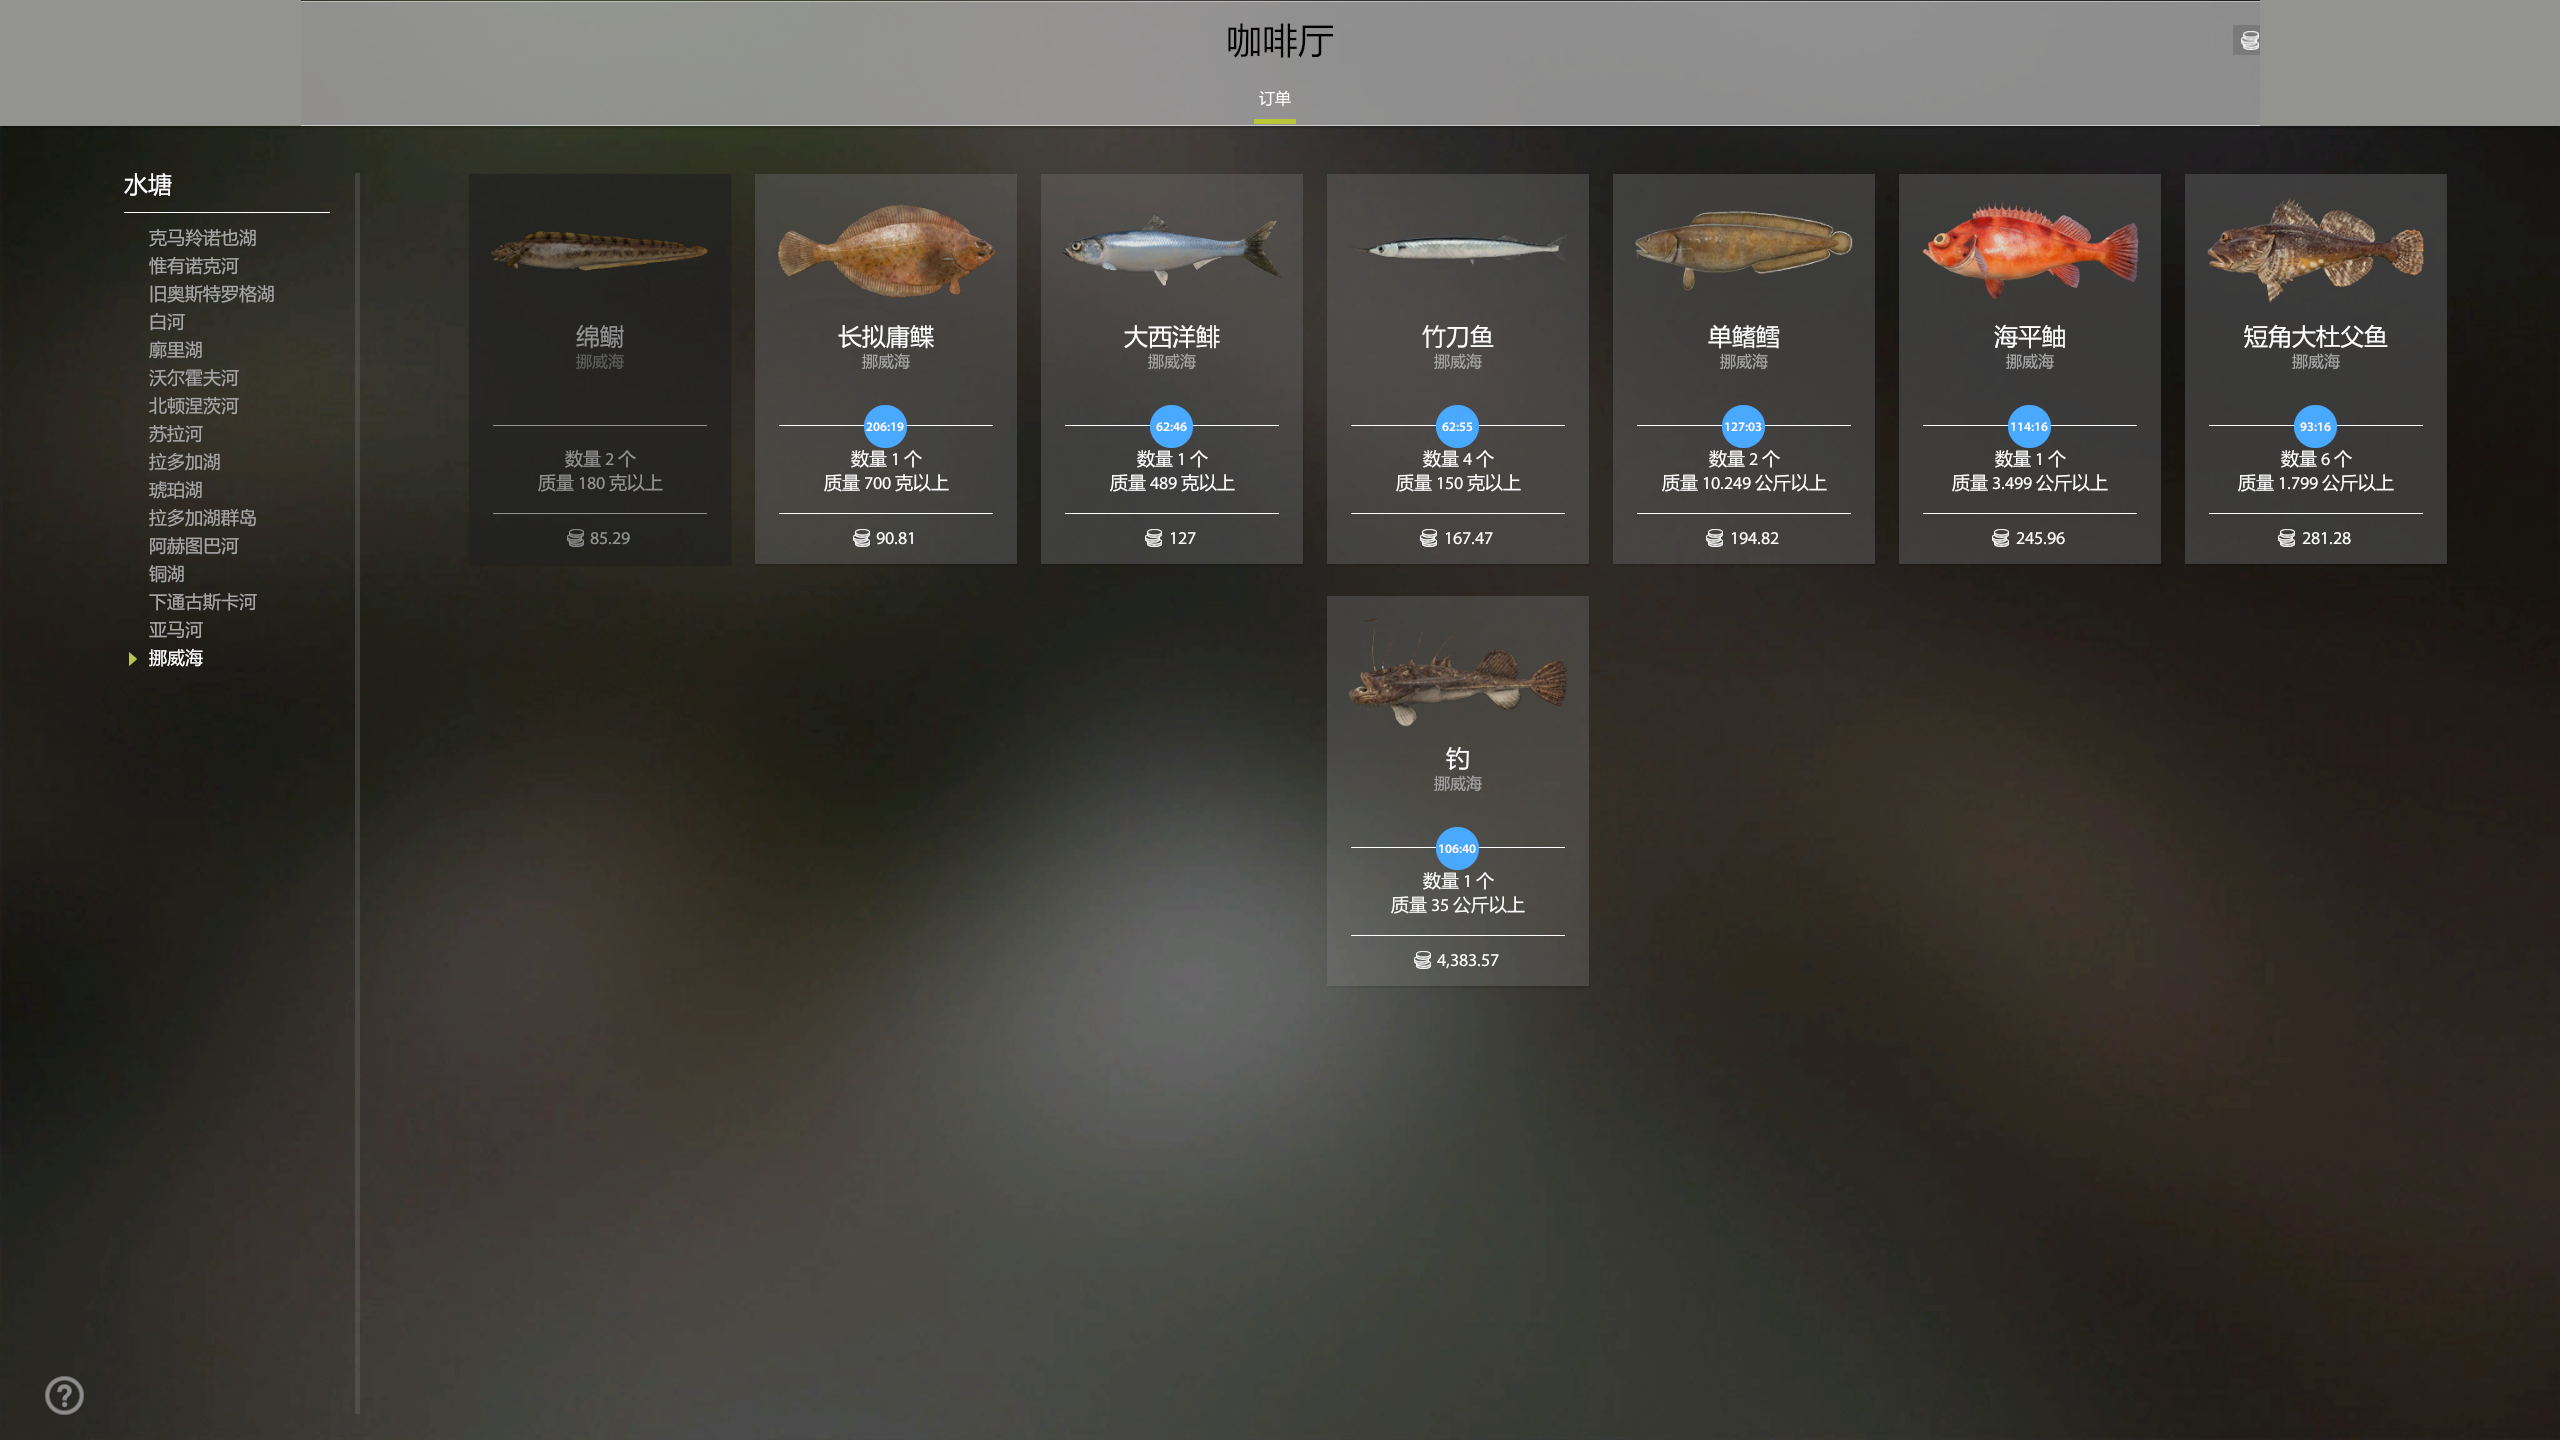 咖啡厅
订单
水塘
克马羚诺也湖
惟有诺克河
旧奥斯特罗格湖
白河
廓里湖
沃尔霍夫河
北顿涅茨河
苏拉河
拉多加湖
琥珀湖
拉多加湖群岛
阿赫图巴河
铜湖
下通古斯卡河
亚马河
挪威海
绵鳚
挪威海
数量 2 个
质量 180 克以上
85.29
长拟庸鲽
挪威海
206:19
数量 1 个
质量 700 克以上
90.81
大西洋鲱
挪威海
62:46
数量 1 个
质量 489 克以上
127
竹刀鱼
挪威海
62:55
数量 4 个
质量 150 克以上
167.47
单鳍鳕
挪威海
127:03
数量 2 个
质量 10.249 公斤以上
194.82
海平鲉
挪威海
114:16
数量 1 个
质量 3.499 公斤以上
245.96
短角大杜父鱼
挪威海
93:16
数量 6 个
质量 1.799 公斤以上
281.28
钓
挪威海
106:40
数量 1 个
质量 35 公斤以上
4,383.57